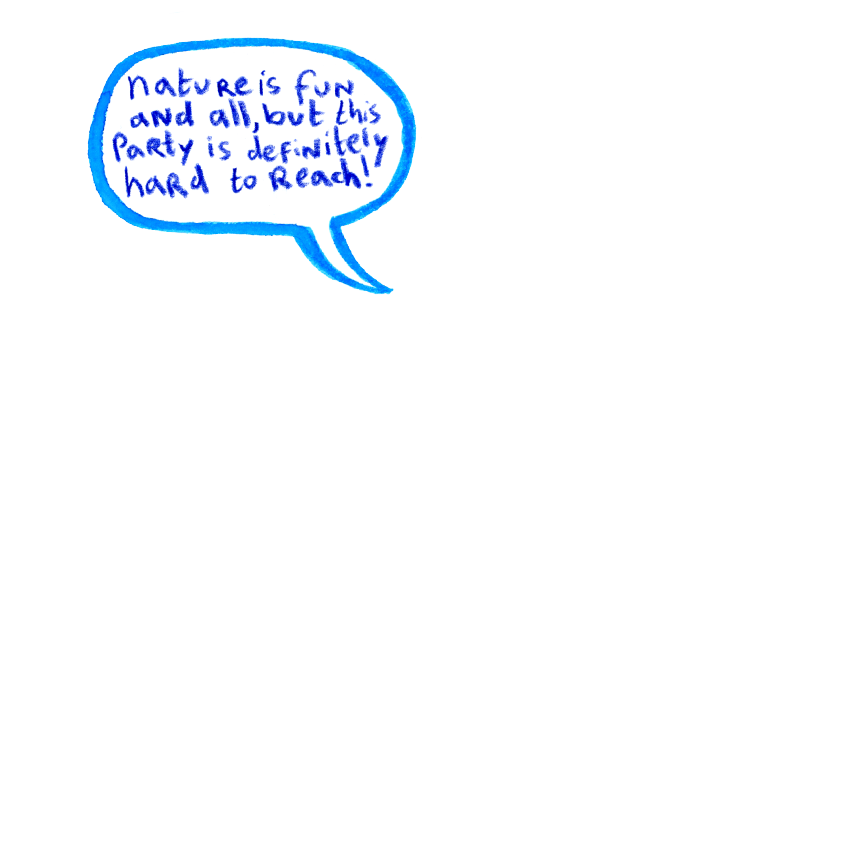 nature is fun
and all, but this
Party is definitely
hard to Reach!